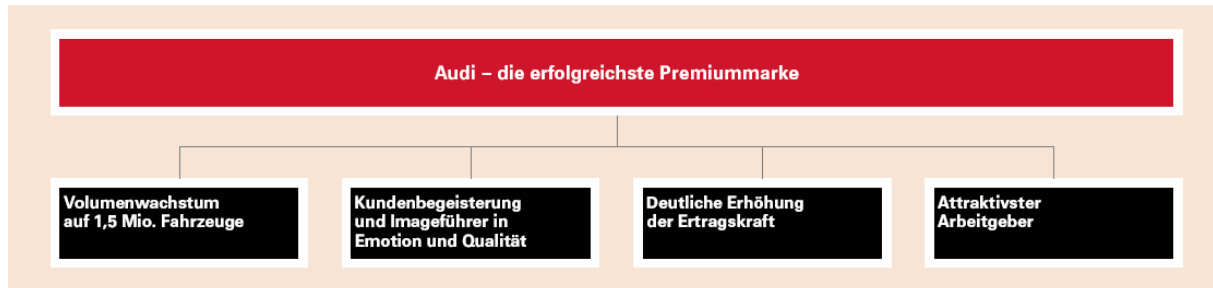 Audi – die erfolgreichste Premiummarke
Volumenwachstum
auf 1,5 Mio. Fahrzeuge
Kundenbegeisterung
und Imageführer in
Emotion und Qualität
Deutliche Erhöhung
der Ertragskraft
Attraktivster
Arbeitgeber